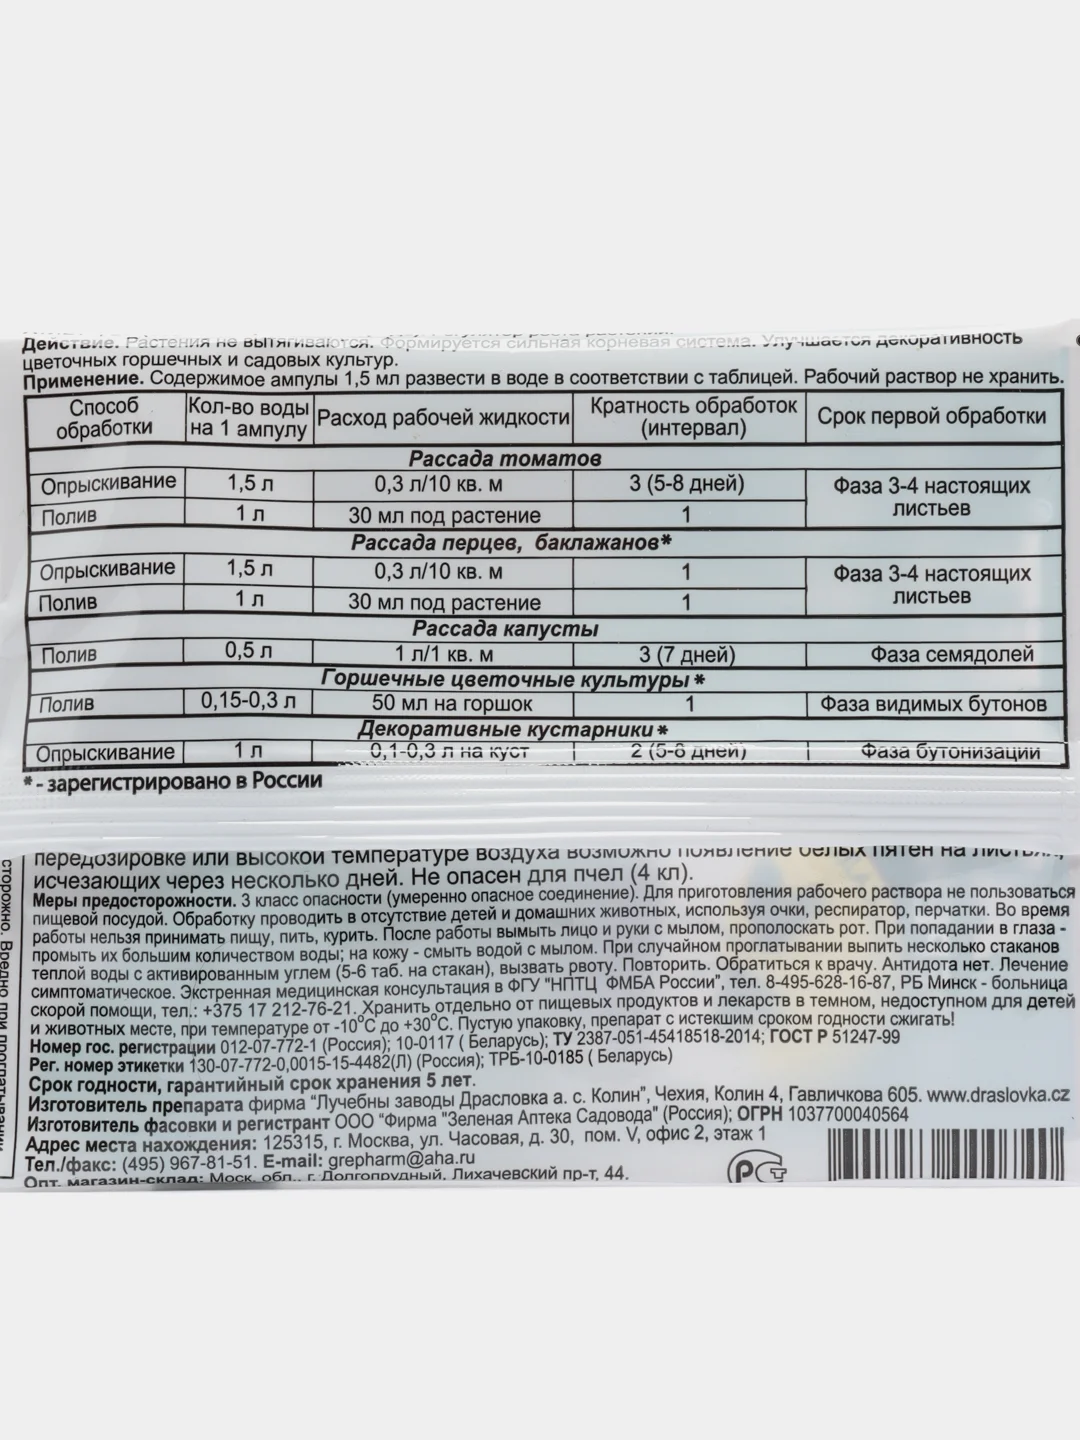 Действие. Растения не вытягиваются. Формируется сильная корневая система. Улучшается декоративность
цветочных горшечных и садовых культур.
Применение. Содержимое ампулы 1,5 мл развести в воде в соответствии с таблицей. Рабочий раствор не хранить.
Способ обработки Кол-во воды на 1 ампулу Расход рабочей жидкости Кратность обработок (интервал) Срок первой обработки
Рассада томатов
Опрыскивание 1,5 л 0,3 л/10 кв. м 3 (5-8 дней) Фаза 3-4 настоящих листьев
Полив 1 л 30 мл под растение 1
Рассада перцев, баклажанов*
Опрыскивание 1,5 л 0,3 л/10 кв. м 1 Фаза 3-4 настоящих листьев
Полив 1 л 30 мл под растение 1
Рассада капусты
Полив 0,5 л 1 л/1 кв. м 3 (7 дней) Фаза семядолей
Горшечные цветочные культуры*
Полив 0,15-0,3 л 50 мл на горшок 1 Фаза видимых бутонов
Декоративные кустарники*
Опрыскивание 1 л 0,1-0,3 л на куст 2 (5-8 дней) Фаза бутонизации
* - зарегистрировано в России
передозировке или высокой температуре воздуха возможно появление белых пятен на листьях,
исчезающих через несколько дней. Не опасен для пчел (4 кл).
Меры предосторожности. 3 класс опасности (умеренно опасное соединение). Для приготовления рабочего раствора не пользоваться
пищевой посудой. Обработку проводить в отсутствие детей и домашних животных, используя очки, респиратор, перчатки. Во время
работы нельзя принимать пищу, пить, курить. После работы вымыть лицо и руки с мылом, прополоскать рот. При попадании в глаза -
промыть их большим количеством воды; на кожу - смыть водой с мылом. При случайном проглатывании выпить несколько стаканов
теплой воды с активированным углем (5-6 таб. на стакан), вызвать рвоту. Повторить. Обратиться к врачу. Антидота нет. Лечение
симптоматическое. Экстренная медицинская консультация в ФГУ "НПТЦ ФМБА России", тел. 8-495-628-16-87, РБ Минск - больница
скорой помощи, тел.: +375 17 212-76-21. Хранить отдельно от пищевых продуктов и лекарств в темном, недоступном для детей
и животных месте, при температуре от -10°С до +30°С. Пустую упаковку, препарат с истекшим сроком годности сжигать!
Номер гос. регистрации 012-07-772-1 (Россия); 10-0117 ( Беларусь); ТУ 2387-051-45418518-2014; ГОСТ Р 51247-99
Рег. номер этикетки 130-07-772-0,0015-15-4482(Л) (Россия); ТРБ-10-0185 ( Беларусь)
Срок годности, гарантийный срок хранения 5 лет.
Изготовитель препарата фирма "Лучебны заводы Драсловка а. с. Колин", Чехия, Колин 4, Гавличкова 605. www.draslovka.cz
Изготовитель фасовки и регистрант ООО "Фирма "Зеленая Аптека Садовода" (Россия); ОГРН 1037700040564
Адрес места нахождения: 125315, г. Москва, ул. Часовая, д. 30, пом. V, офис 2, этаж 1
Тел./факс: (495) 967-81-51. E-mail: grepharm@aha.ru
Опт. магазин-склад: Моск. обл., г. Долгопрудный, Лихачевский пр-т, 44.
РСТ
сторожно. Вредно при проглатывании